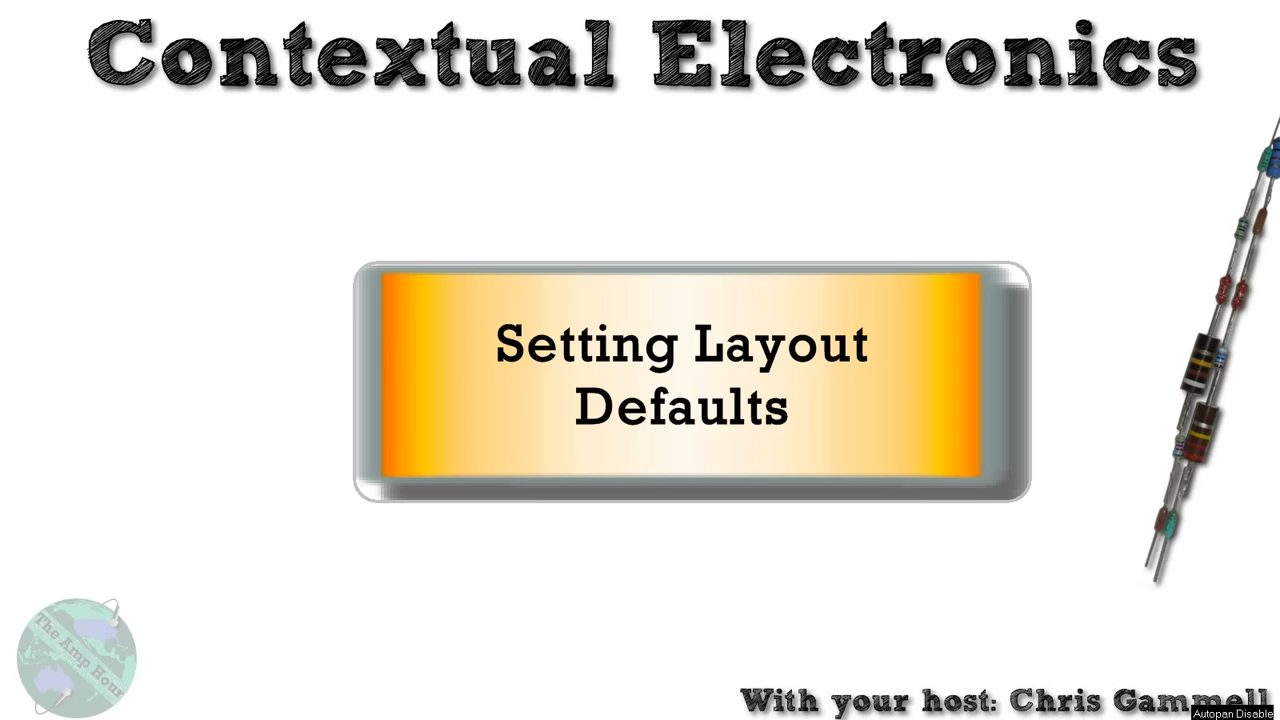 Contextual Electronics
Setting Layout
Defaults
The Amp Hour
With your host: Chris Gammell
Autopan Disable